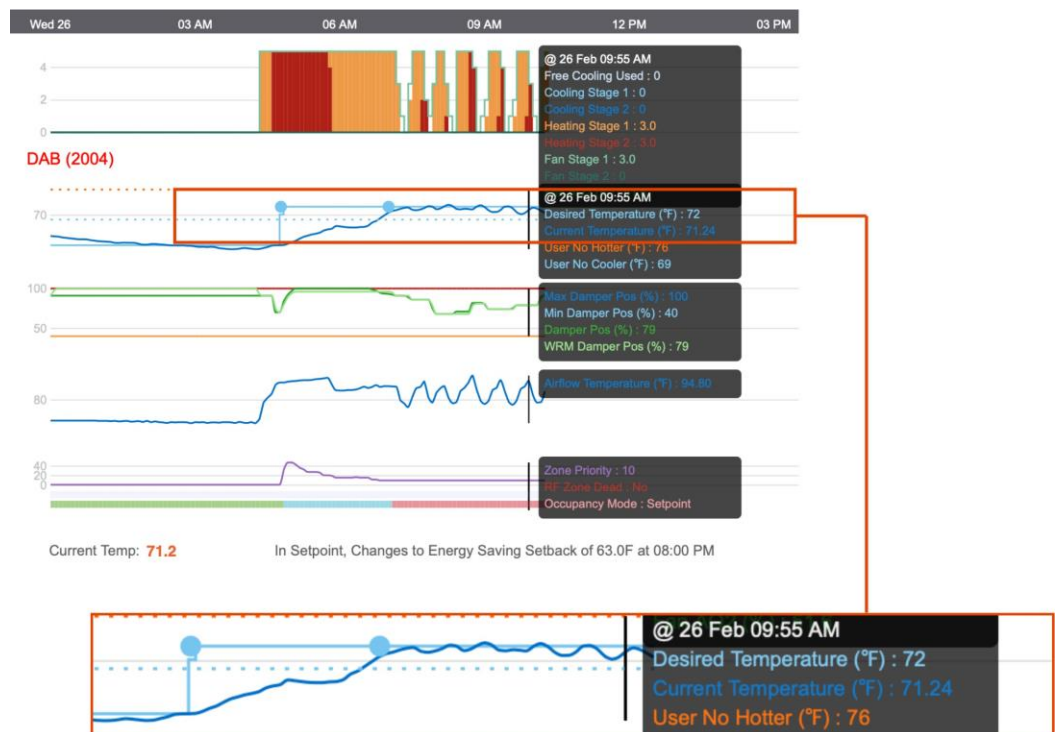 Wed 26 03 AM 06 AM 09 AM 12 PM 03 PM
4
2
0
@ 26 Feb 09:55 AM
Free Cooling Used : 0
Cooling Stage 1 : 0
Cooling Stage 2 : 0
Heating Stage 1 : 3.0
Heating Stage 2 : 3.0
Fan Stage 1 : 3.0
Fan Stage 2 : 0
DAB (2004)
70
@ 26 Feb 09:55 AM
Desired Temperature (°F) : 72
Current Temperature (°F) : 71.24
User No Hotter (°F) : 76
User No Cooler (°F) : 69
100
50
Max Damper Pos (%) : 100
Min Damper Pos (%) : 40
Damper Pos (%) : 79
WRM Damper Pos (%) : 79
80
Airflow Temperature (°F) : 94.80
40
20
0
Zone Priority : 10
RF Zone Dead : No
Occupancy Mode : Setpoint
Current Temp: 71.2 In Setpoint, Changes to Energy Saving Setback of 63.0F at 08:00 PM
@ 26 Feb 09:55 AM
Desired Temperature (°F) : 72
Current Temperature (°F) : 71.24
User No Hotter (°F) : 76